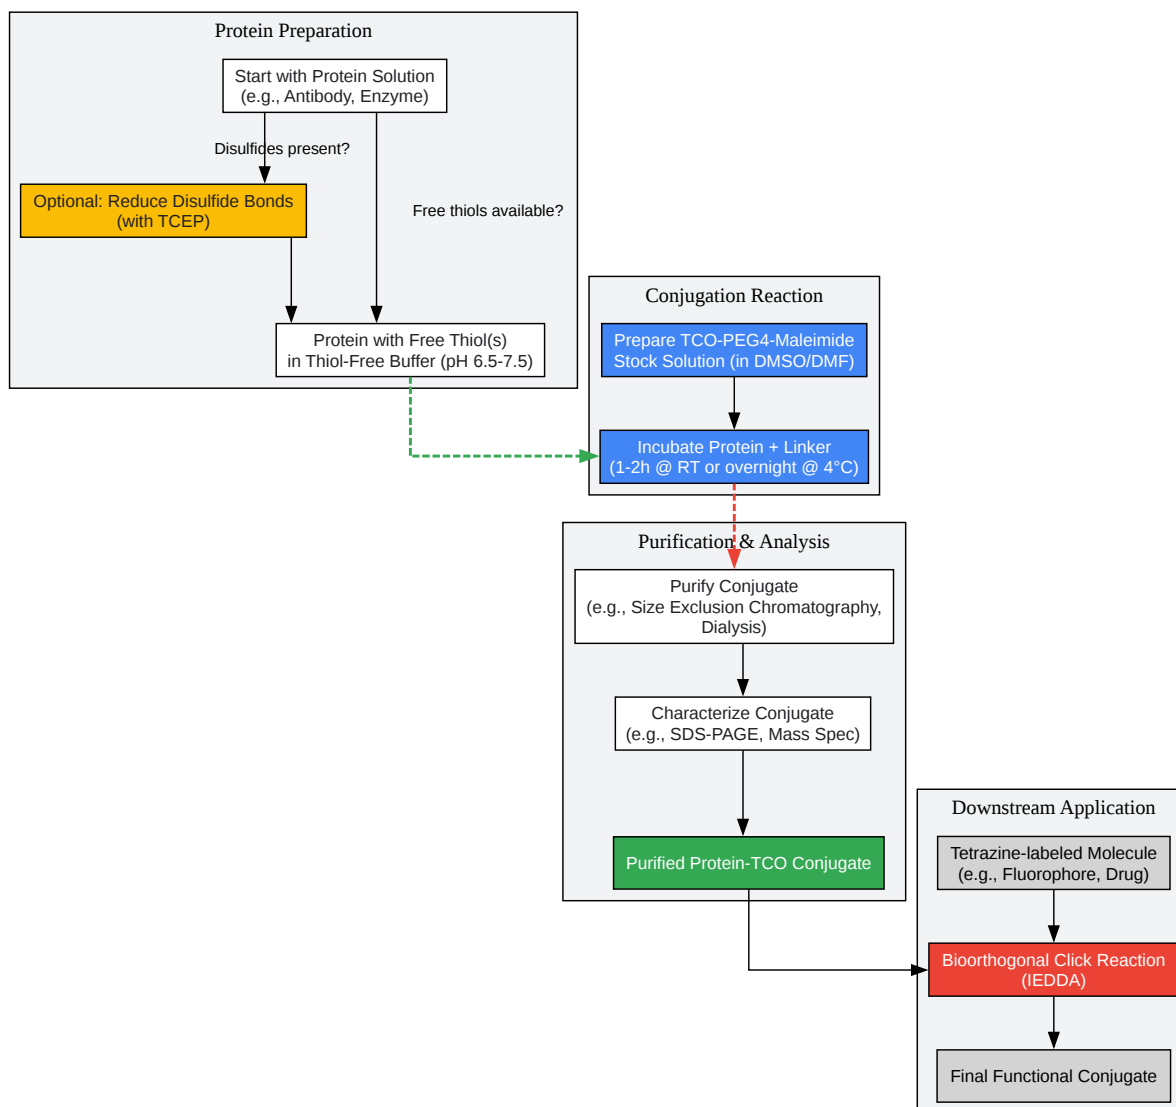 Protein Preparation
Start with Protein Solution
(e.g., Antibody, Enzyme)
Disulfides present?
Optional: Reduce Disulfide Bonds
(with TCEP)
Free thiols available?
Protein with Free Thiol(s)
in Thiol-Free Buffer (pH 6.5-7.5)
Conjugation Reaction
Prepare TCO-PEG4-Maleimide
Stock Solution (in DMSO/DMF)
Incubate Protein + Linker
(1-2h @ RT or overnight @ 4°C)
Purification & Analysis
Purify Conjugate
(e.g., Size Exclusion Chromatography,
Dialysis)
Characterize Conjugate
(e.g., SDS-PAGE, Mass Spec)
Purified Protein-TCO Conjugate
Downstream Application
Tetrazine-labeled Molecule
(e.g., Fluorophore, Drug)
Bioorthogonal Click Reaction
(IEDDA)
Final Functional Conjugate